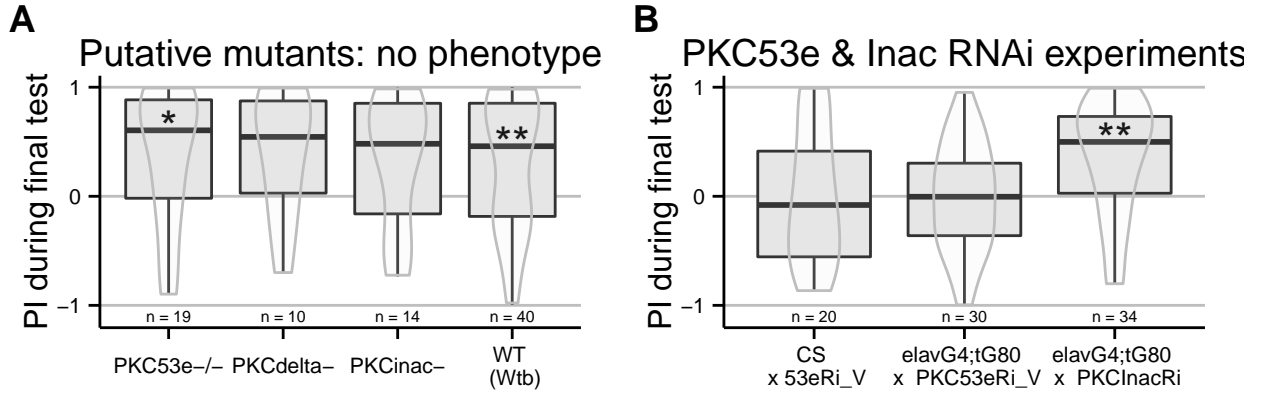 A
Putative mutants: no phenotype
PI during final test
1
0
−1
*
**
n = 19
n = 10
n = 14
n = 40
PKC53e−/−
PKCdelta−
PKCinac−
WT
(Wtb)
B
PKC53e & Inac RNAi experiments
PI during final test
1
0
−1
**
n = 20
n = 30
n = 34
CS
x 53eRi_V
elavG4;tG80
x PKC53eRi_V
elavG4;tG80
x PKCInacRi